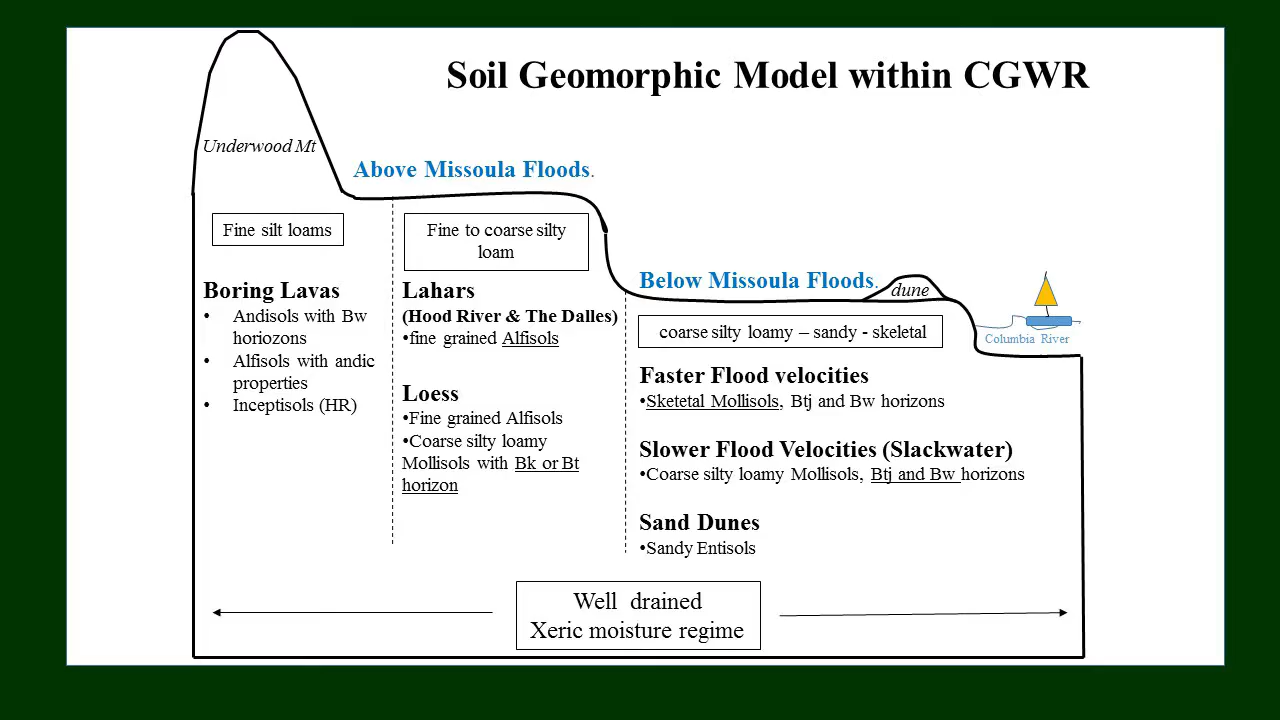 Soil Geomorphic Model within CGWR
Underwood Mt
Above Missoula Floods.
Fine silt loams
Boring Lavas
• Andisols with Bw
horiozons
• Alfisols with andic
properties
• Inceptisols (HR)
Fine to coarse silty
loam
Lahars
(Hood River & The Dalles)
•fine grained Alfisols
Loess
•Fine grained Alfisols
•Coarse silty loamy
Mollisols with Bk or Bt
horizon
Below Missoula Floods.
dune
Columbia River
coarse silty loamy – sandy - skeletal
Faster Flood velocities
•Sketetal Mollisols, Btj and Bw horizons
Slower Flood Velocities (Slackwater)
•Coarse silty loamy Mollisols, Btj and Bw horizons
Sand Dunes
•Sandy Entisols
Well drained
Xeric moisture regime